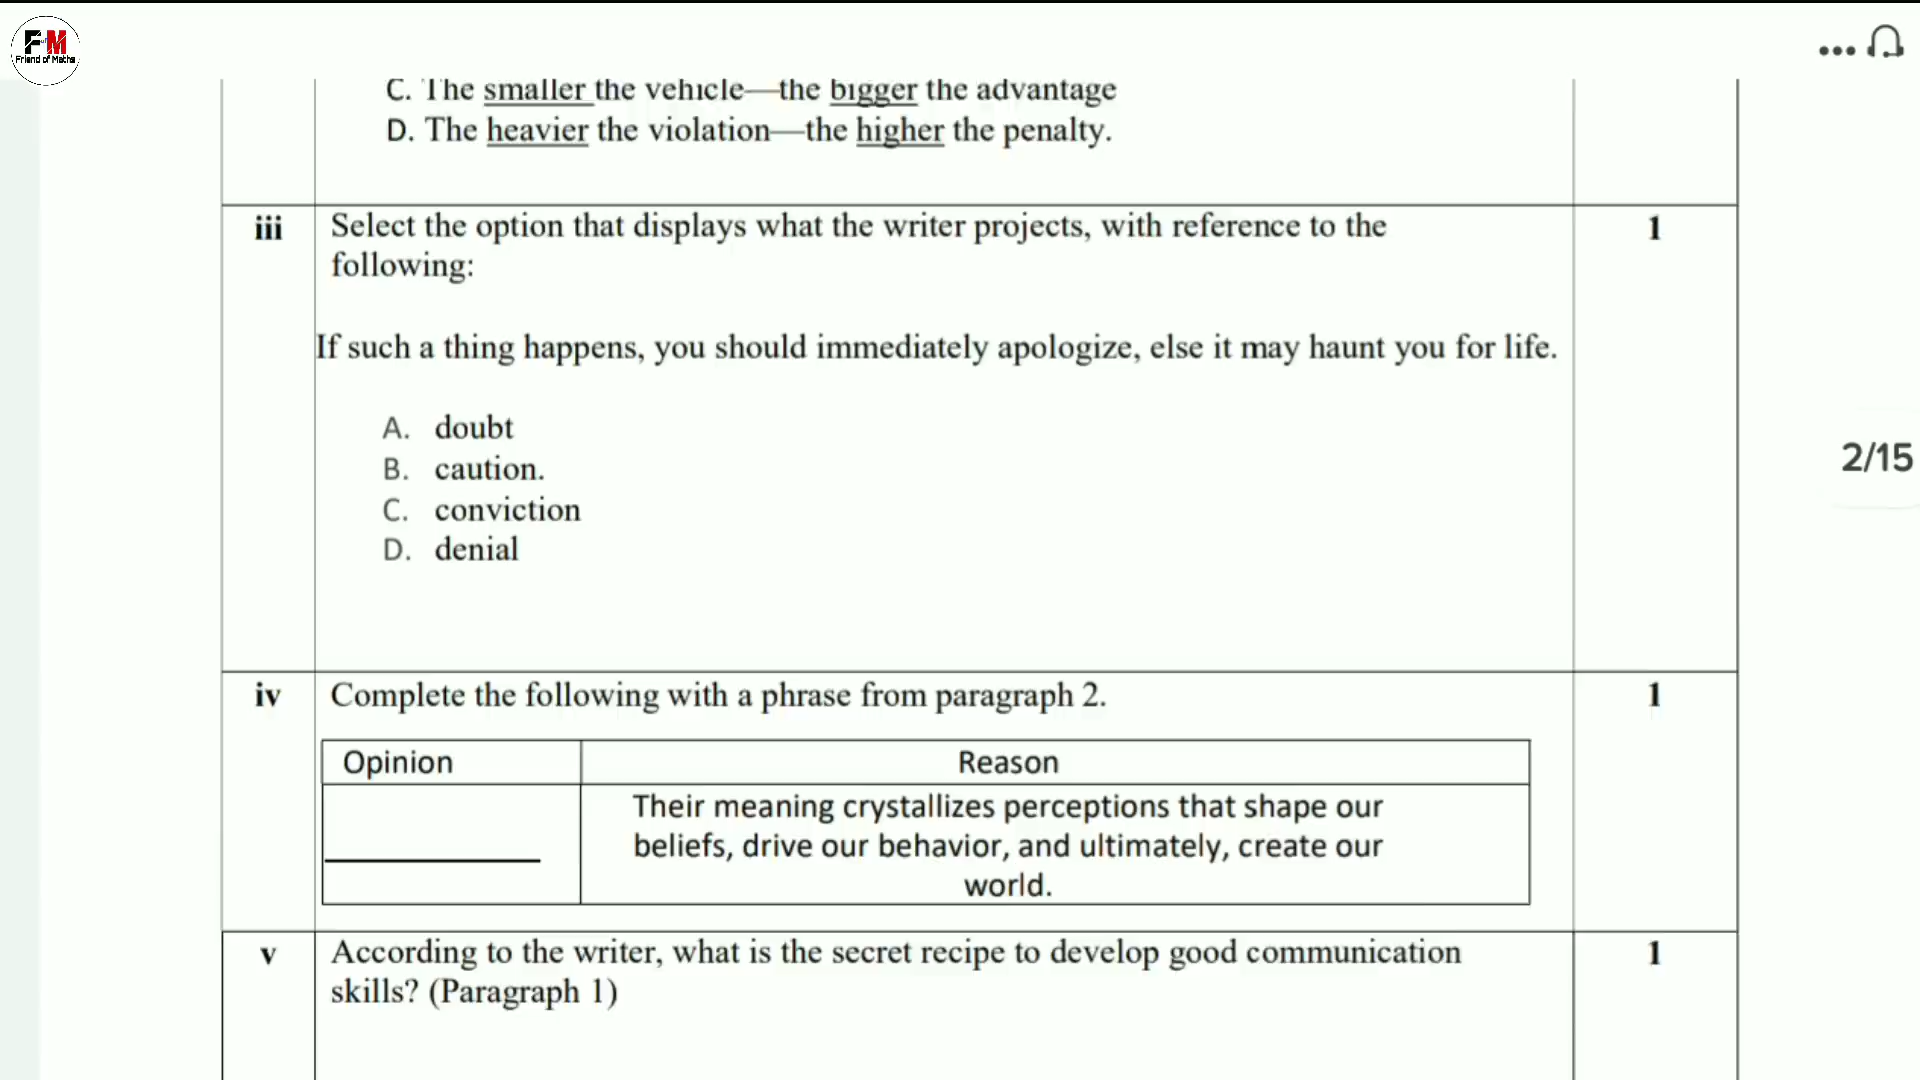 FM
Friend of Maths
C. The smaller the vehicle—the bigger the advantage
D. The heavier the violation—the higher the penalty.
iii Select the option that displays what the writer projects, with reference to the 1
following:
If such a thing happens, you should immediately apologize, else it may haunt you for life.
A. doubt
B. caution.
C. conviction
D. denial
2/15
iv Complete the following with a phrase from paragraph 2. 1
Opinion Reason
Their meaning crystallizes perceptions that shape our
beliefs, drive our behavior, and ultimately, create our
world.
v According to the writer, what is the secret recipe to develop good communication 1
skills? (Paragraph 1)